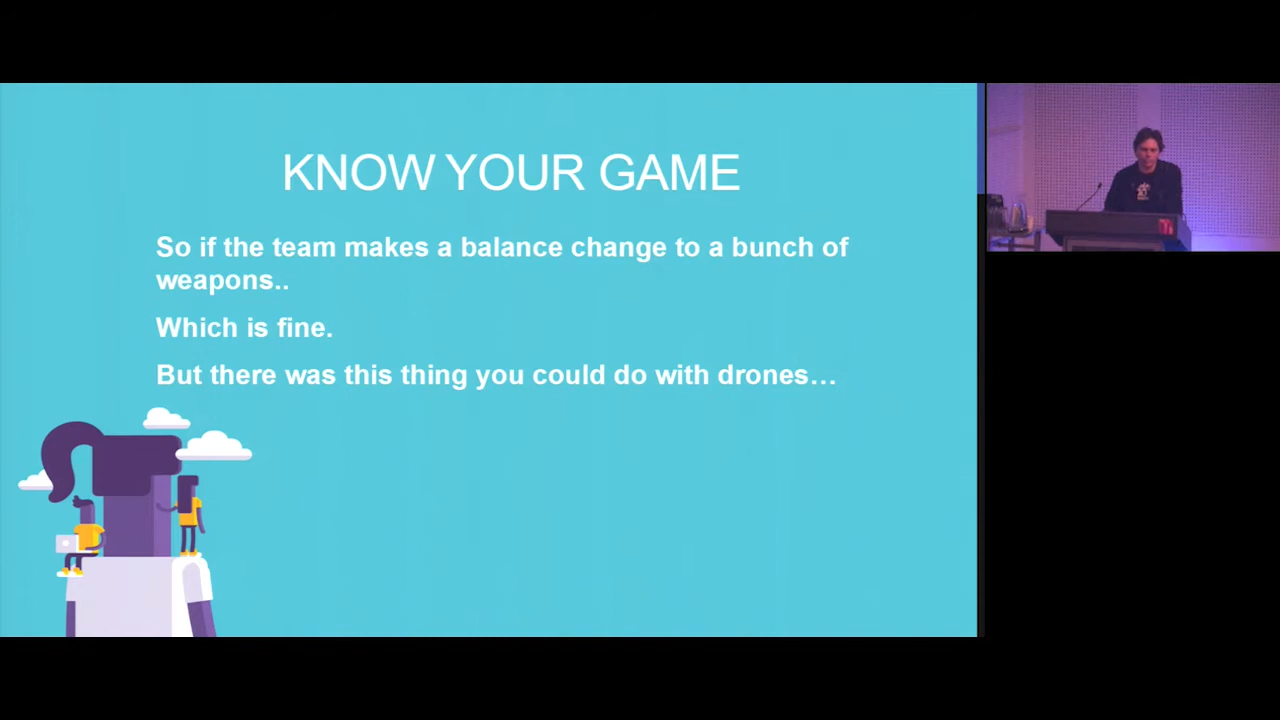 KNOW YOUR GAME
So if the team makes a balance change to a bunch of
weapons..
Which is fine.
But there was this thing you could do with drones…